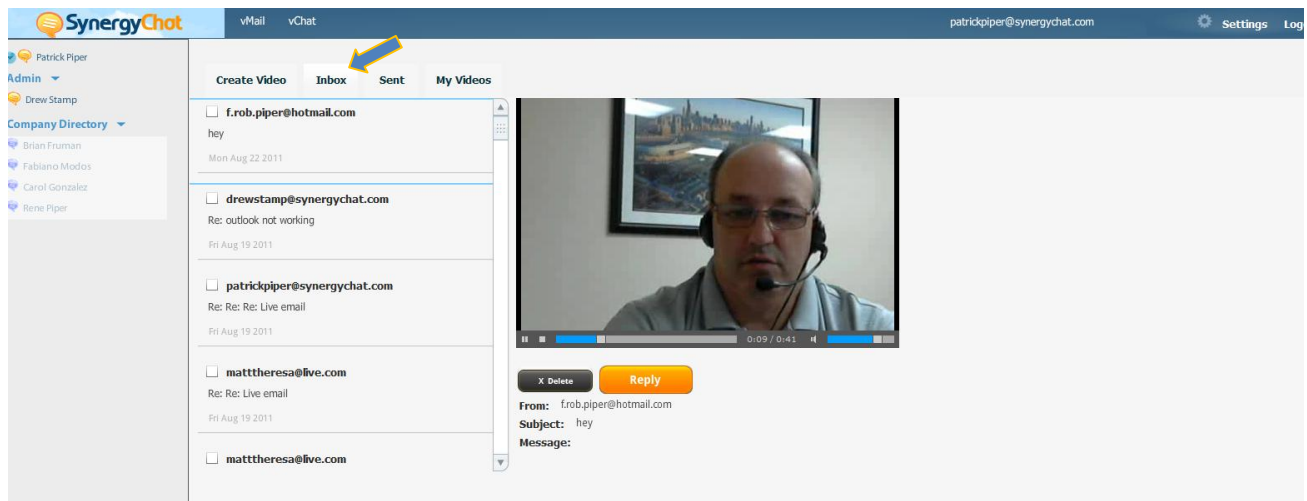 SynergyChat
vMail vChat
patrickpiper@synergychat.com
Settings
Patrick Piper
Admin
Drew Stamp
Company Directory
Brian Fruman
Fabiano Modos
Carol Gonzalez
Rene Piper
Create Video Inbox Sent My Videos
f.rob.piper@hotmail.com
hey
Mon Aug 22 2011
drewstamp@synergychat.com
Re: outlook not working
Fri Aug 19 2011
patrickpiper@synergychat.com
Re: Re: Re: Live email
Fri Aug 19 2011
matttheresa@live.com
Re: Re: Live email
Fri Aug 19 2011
matttheresa@live.com
0:09 / 0:41
X Delete Reply
From: f.rob.piper@hotmail.com
Subject: hey
Message: